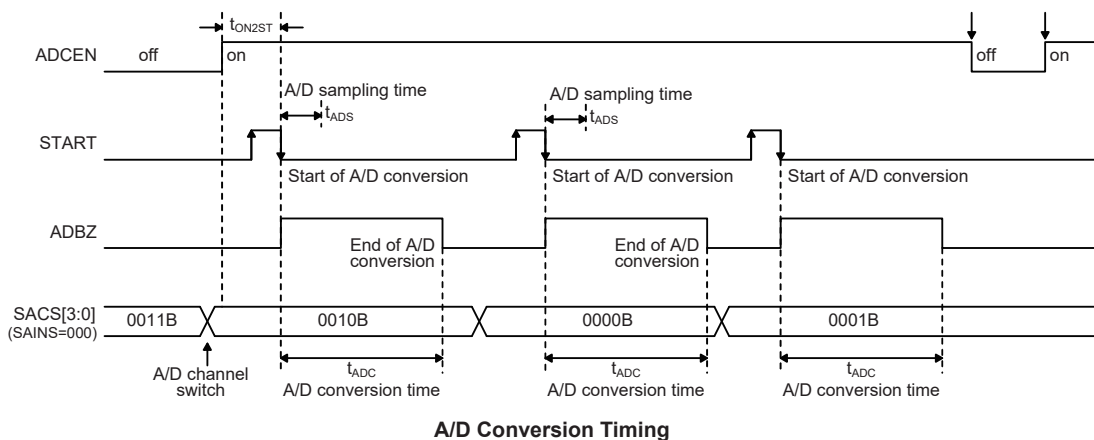 tON2ST
ADCEN off on off on
A/D sampling time A/D sampling time
tADS tADS
START
Start of A/D conversion Start of A/D conversion Start of A/D conversion
ADBZ
End of A/D conversion End of A/D conversion
SACS[3:0] 0011B 0010B 0000B 0001B
(SAINS=000)
A/D channel switch
tADC tADC tADC
A/D conversion time A/D conversion time A/D conversion time
A/D Conversion Timing